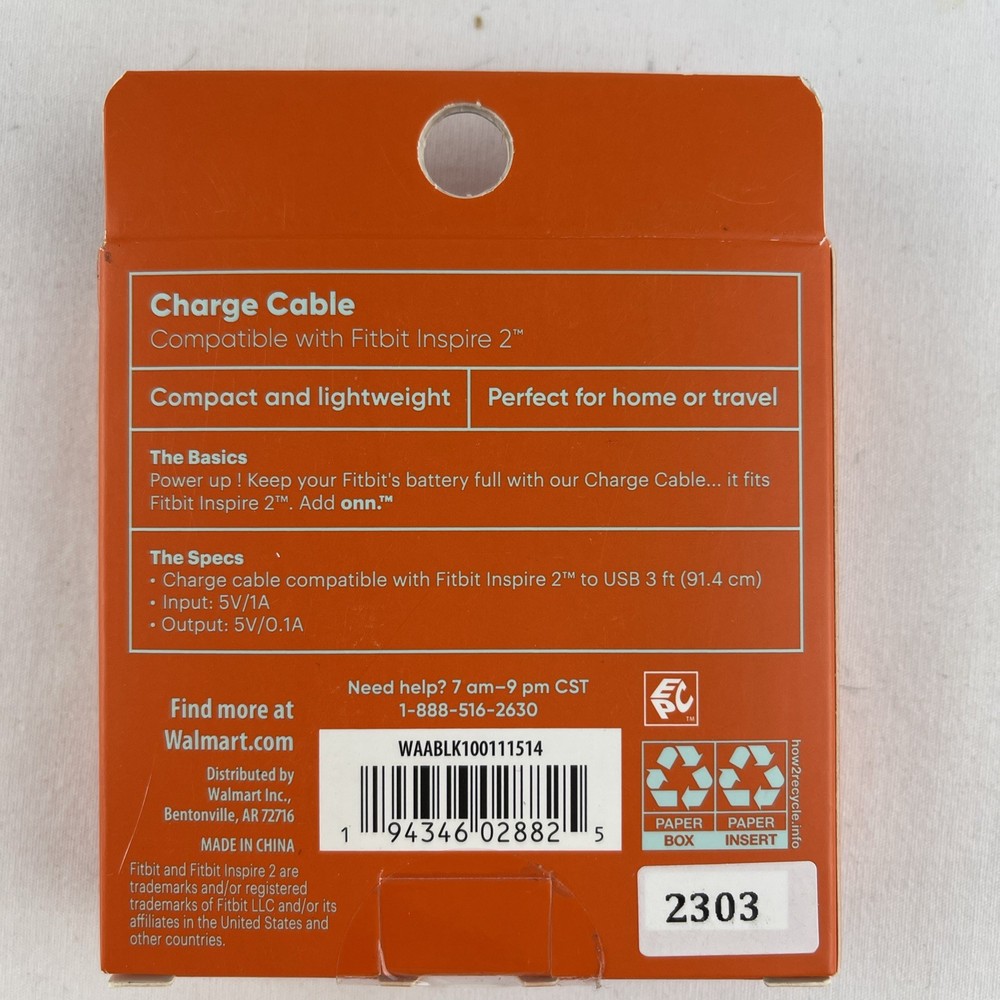 Charge Cable
Compatible with Fitbit Inspire 2™
Compact and lightweight
Perfect for home or travel
The Basics
Power up ! Keep your Fitbit's battery full with our Charge Cable... it fits
Fitbit Inspire 2™. Add onn.™
The Specs
• Charge cable compatible with Fitbit Inspire 2™ to USB 3 ft (91.4 cm)
• Input: 5V/1A
• Output: 5V/0.1A
Find more at
Walmart.com
Distributed by
Walmart Inc.,
Bentonville, AR 72716
MADE IN CHINA
Fitbit and Fitbit Inspire 2 are
trademarks and/or registered
trademarks of Fitbit LLC and/or its
affiliates in the United States and
other countries.
Need help? 7 am–9 pm CST
1-888-516-2630
WAABLK100111514
1 94346 02882 5
EPC™
PAPER
BOX
PAPER
INSERT
how2recycle.info
2303